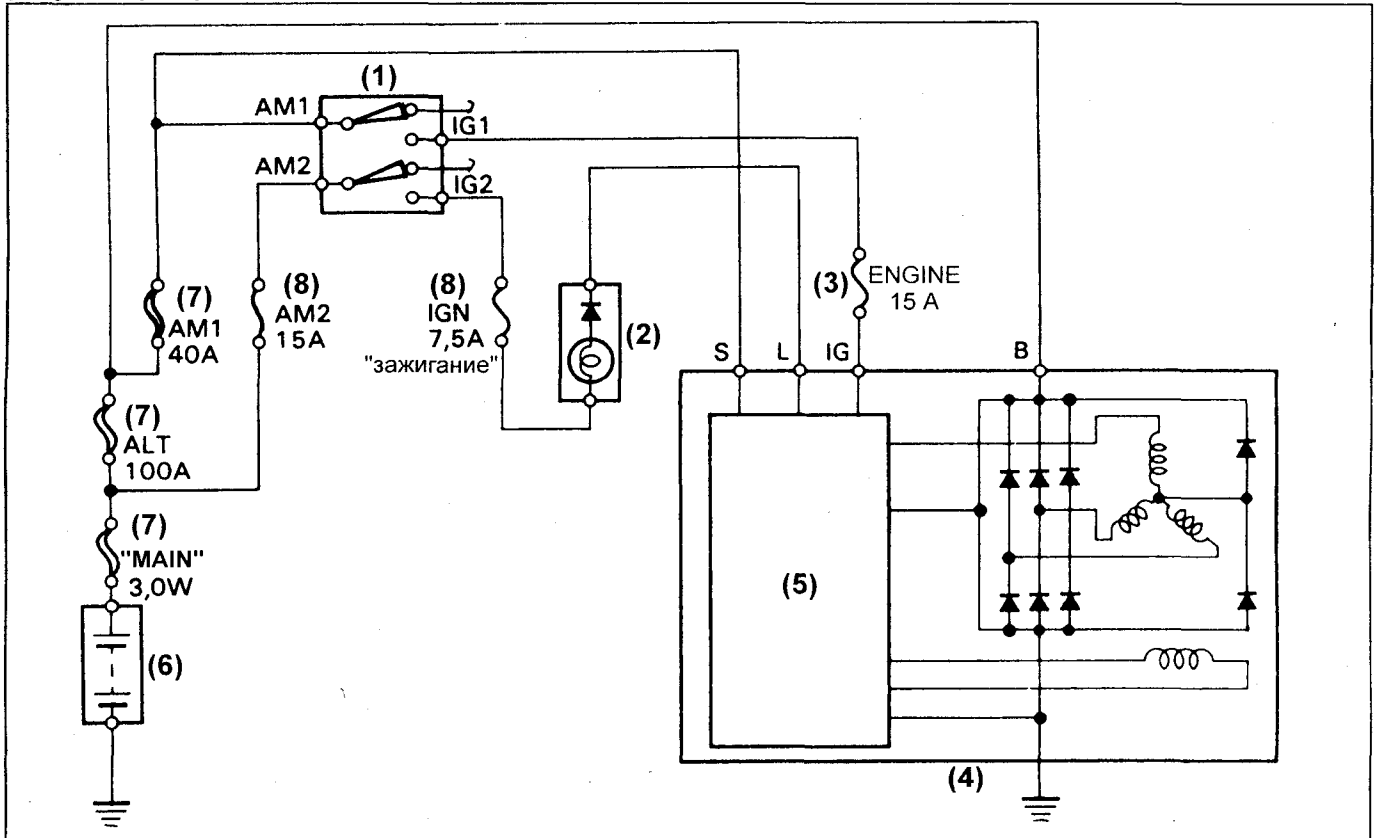 (1)
AM1
IG1
AM2
IG2
(7)
AM1
40A
(8)
AM2
15A
(8)
IGN
7,5A
"зажигание"
(2)
(3)
ENGINE
15 A
S
L
IG
B
(7)
ALT
100A
(7)
"MAIN"
3,0W
(5)
(6)
(4)